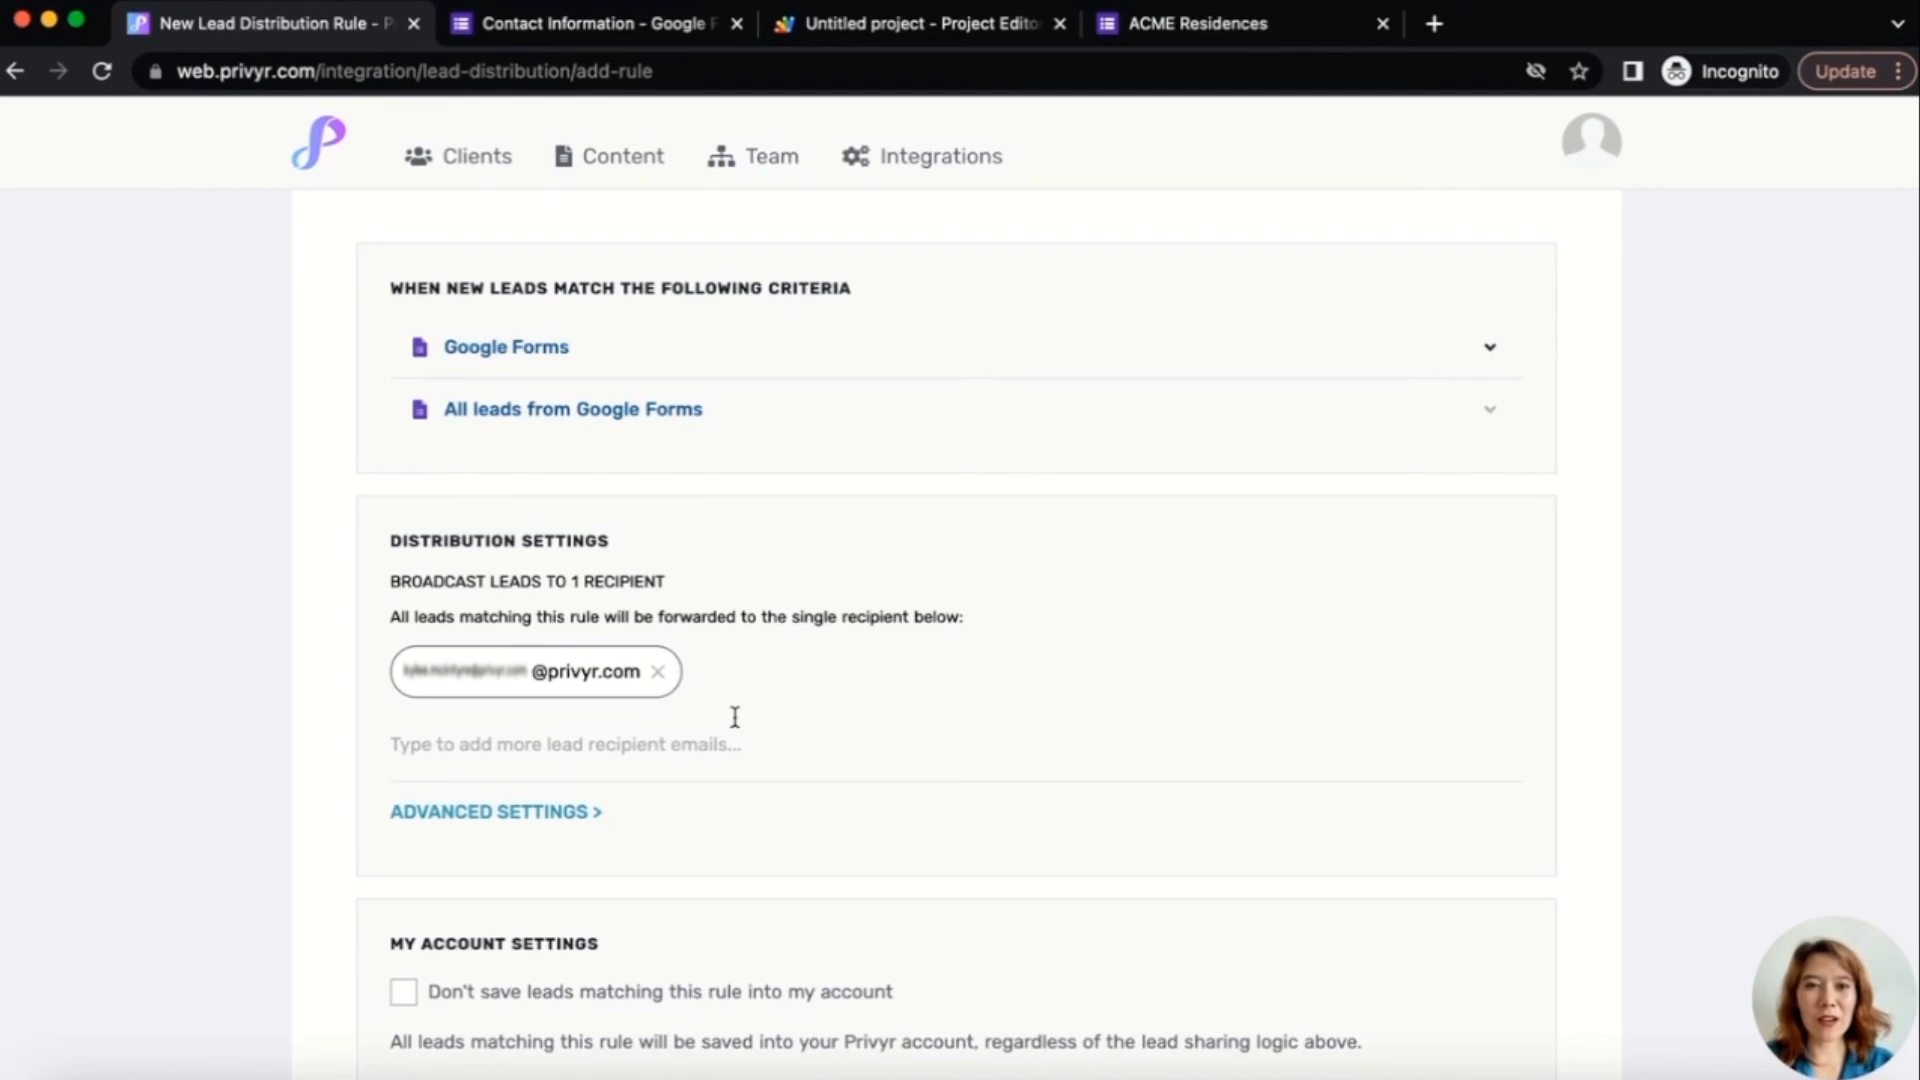 New Lead Distribution Rule - P
Contact Information - Google F
Untitled project - Project Edito
ACME Residences
web.privyr.com/integration/lead-distribution/add-rule
Incognito
Update
Clients
Content
Team
Integrations
WHEN NEW LEADS MATCH THE FOLLOWING CRITERIA
Google Forms
All leads from Google Forms
DISTRIBUTION SETTINGS
BROADCAST LEADS TO 1 RECIPIENT
All leads matching this rule will be forwarded to the single recipient below:
@privyr.com
Type to add more lead recipient emails...
ADVANCED SETTINGS >
MY ACCOUNT SETTINGS
Don't save leads matching this rule into my account
All leads matching this rule will be saved into your Privyr account, regardless of the lead sharing logic above.